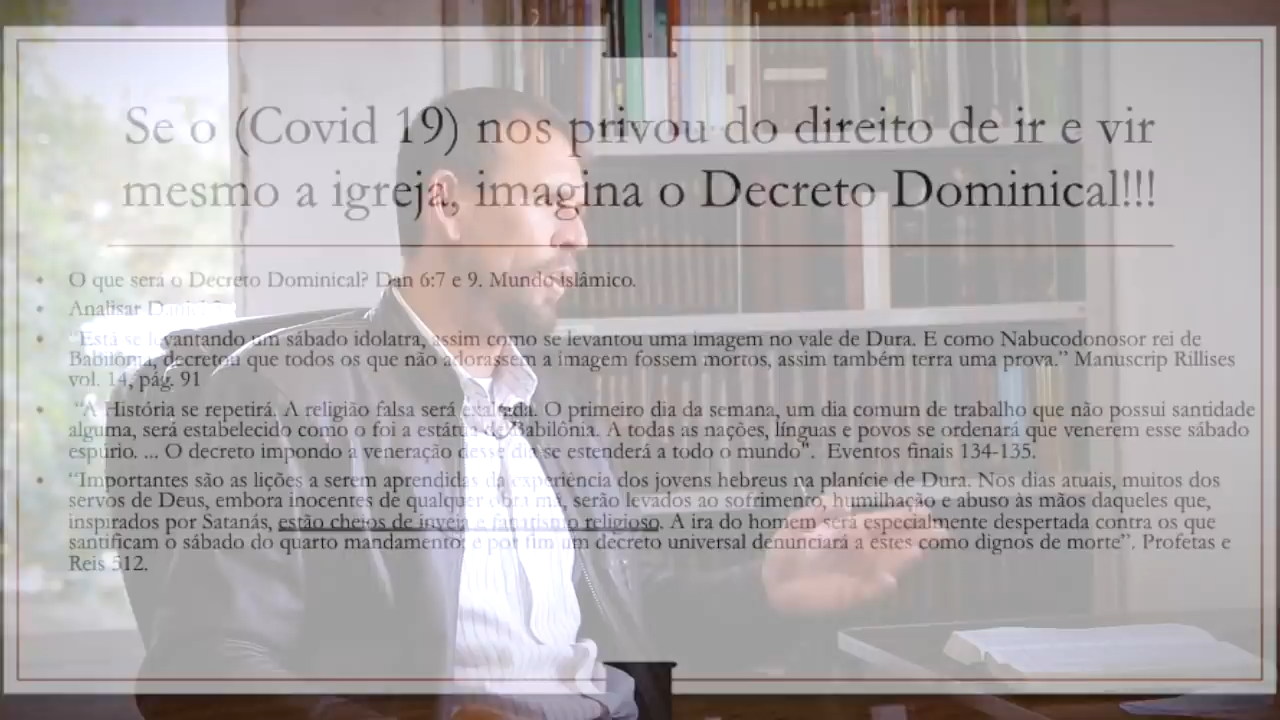 Se o (Covid 19) nos privou do direito de ir e vir
mesmo a igreja, imagina o Decreto Dominical!!!
• O que será o Decreto Dominical? Dan 6:7 e 9. Mundo islâmico.
• Analisar Daniel
• “Está se levantando um sábado idolatra, assim como se levantou uma imagem no vale de Dura. E como Nabucodonosor rei de
Babilônia, decretou que todos os que não adorassem a imagem fossem mortos, assim também terra uma prova.” Manuscrip Rillises
vol. 14, pág. 91
• “A História se repetirá. A religião falsa será exaltada. O primeiro dia da semana, um dia comum de trabalho que não possui santidade
alguma, será estabelecido como o foi a estátua de Babilônia. A todas as nações, línguas e povos se ordenará que venerem esse sábado
espúrio. ... O decreto impondo a veneração desse dia se estenderá a todo o mundo". Eventos finais 134-135.
• “Importantes são as lições a serem aprendidas da experiência dos jovens hebreus na planície de Dura. Nos dias atuais, muitos dos
servos de Deus, embora inocentes de qualquer obra má, serão levados ao sofrimento, humilhação e abuso às mãos daqueles que,
inspirados por Satanás, estão cheios de inveja e fanatismo religioso. A ira do homem será especialmente despertada contra os que
santificam o sábado do quarto mandamento; e por fim um decreto universal denunciará a estes como dignos de morte”. Profetas e
Reis 512.